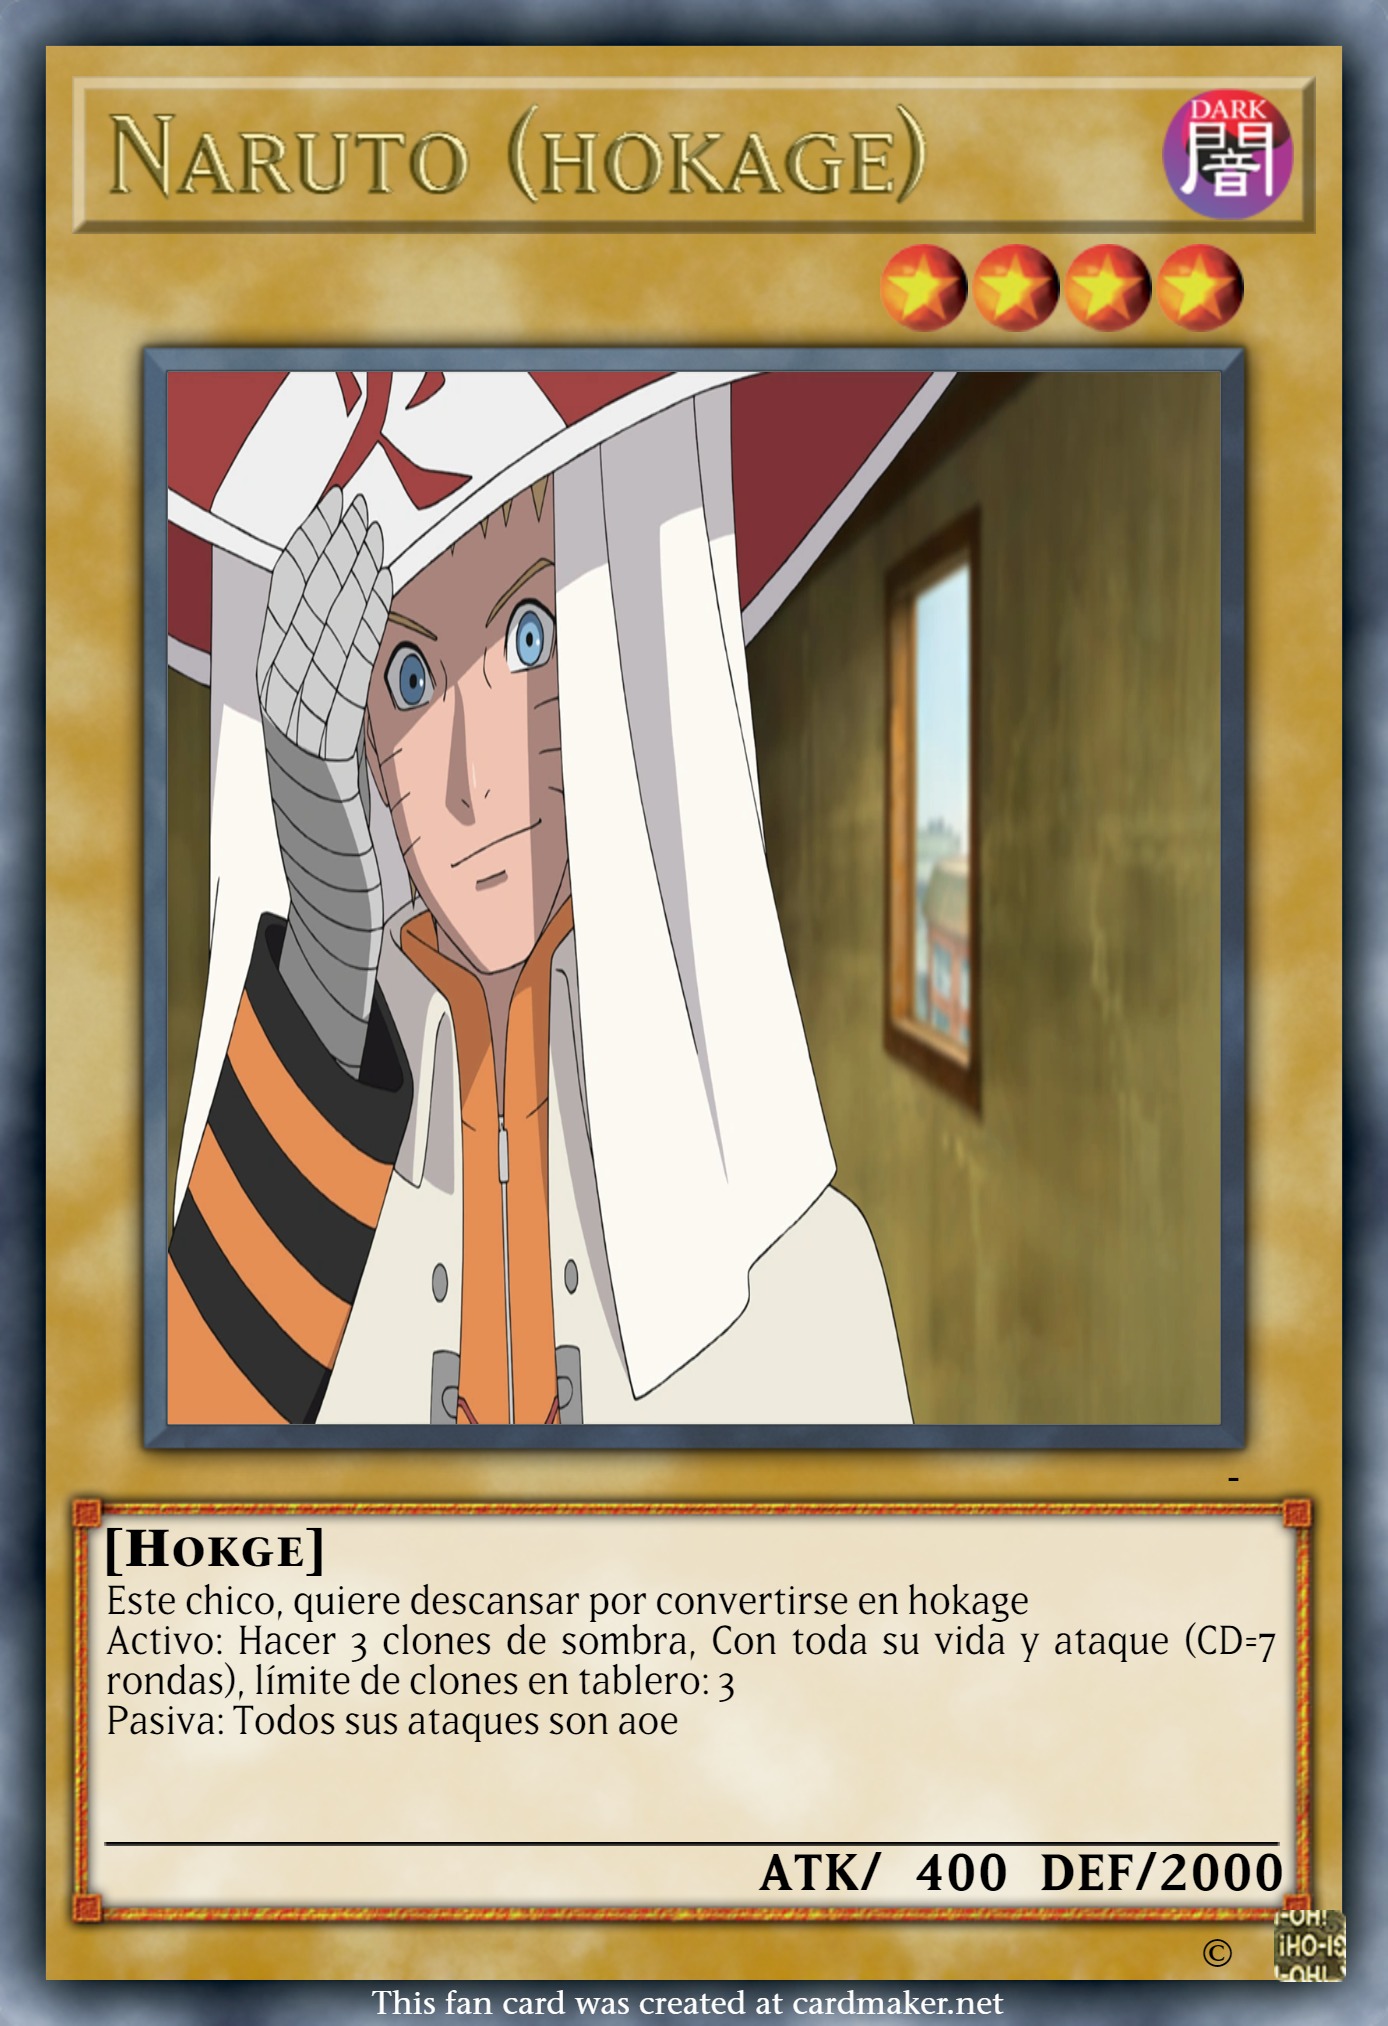 Naruto (hokage)
DARK
闇
-
[Hokge]
Este chico, quiere descansar por convertirse en hokage
Activo: Hacer 3 clones de sombra, Con toda su vida y ataque (CD=7
rondas), límite de clones en tablero: 3
Pasiva: Todos sus ataques son aoe
ATK/ 400 DEF/2000
©
This fan card was created at cardmaker.net